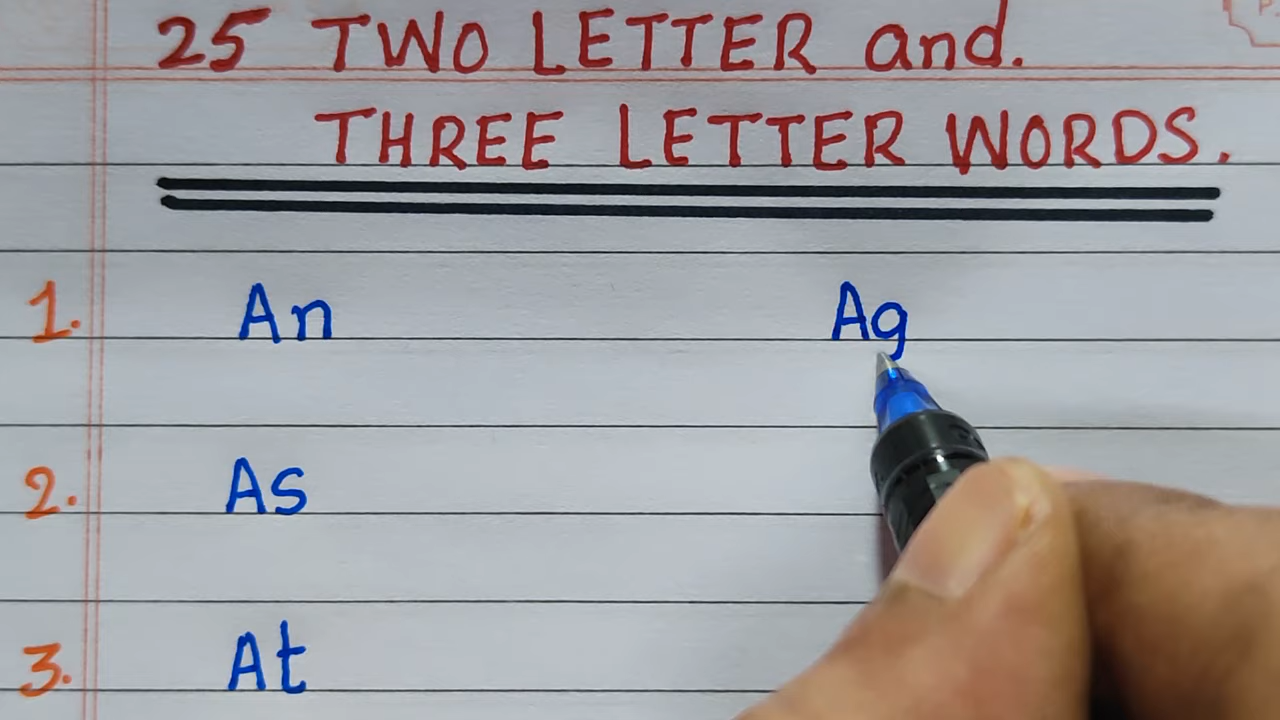 25 TWO LETTER and.
THREE LETTER WORDS.
1. An Ag
2. As
3. At